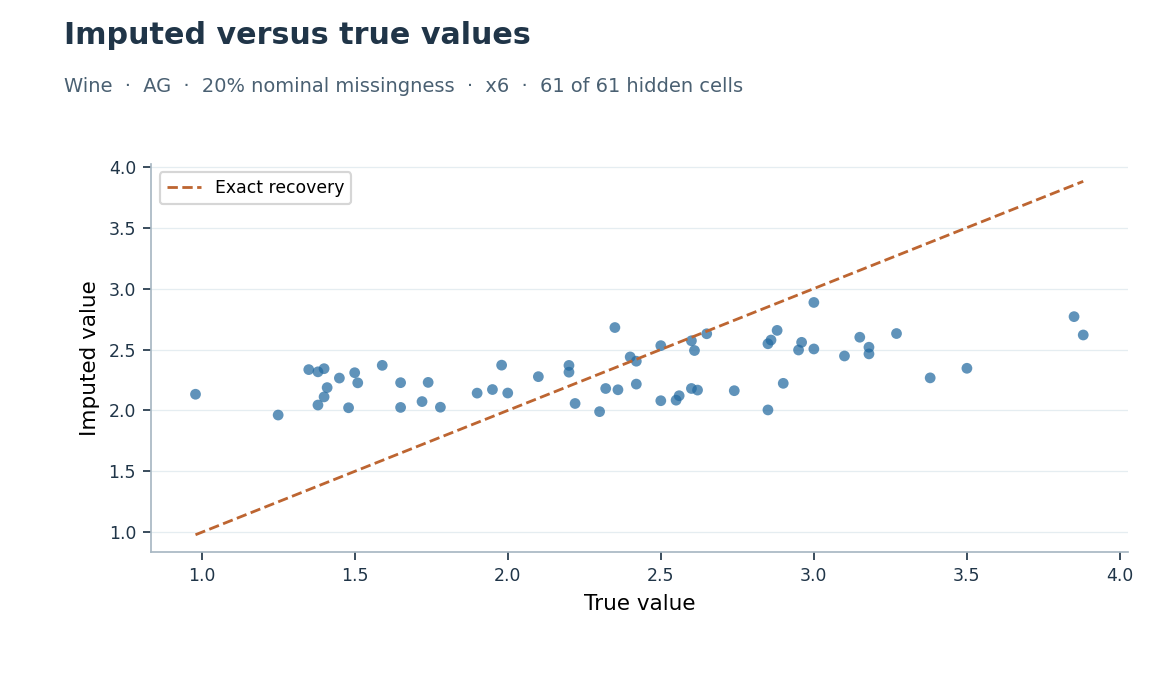 Imputed versus true values
Wine · AG · 20% nominal missingness · x6 · 61 of 61 hidden cells
Exact recovery
4.0
3.5
3.0
2.5
2.0
1.5
1.0
Imputed value
1.0 1.5 2.0 2.5 3.0 3.5 4.0
True value